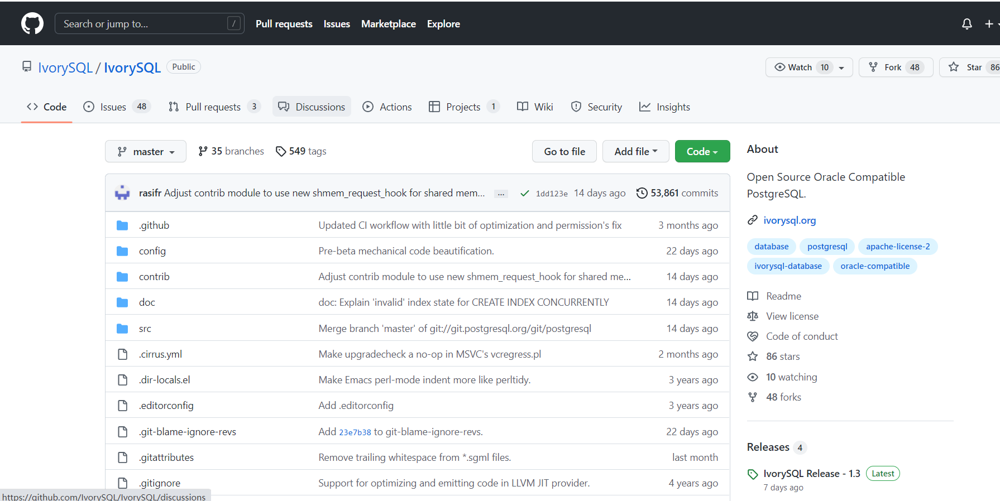 Search or jump to... /
Pull requests Issues Marketplace Explore
IvorySQL / IvorySQL Public
Watch 10 Fork 48 Star 86
Code Issues 48 Pull requests 3 Discussions Actions Projects 1 Wiki Security Insights
master 35 branches 549 tags Go to file Add file Code
rasifr Adjust contrib module to use new shmem_request_hook for shared mem... ... 1dd123e 14 days ago 53,861 commits
.github Updated CI workflow with little bit of optimization and permission's fix 3 months ago
config Pre-beta mechanical code beautification. 22 days ago
contrib Adjust contrib module to use new shmem_request_hook for shared me... 14 days ago
doc doc: Explain 'invalid' index state for CREATE INDEX CONCURRENTLY 14 days ago
src Merge branch 'master' of git://git.postgresql.org/git/postgresql 14 days ago
.cirrus.yml Make upgradecheck a no-op in MSVC's vcregress.pl 2 months ago
.dir-locals.el Make Emacs perl-mode indent more like perltidy. 3 years ago
.editorconfig Add .editorconfig 3 years ago
.git-blame-ignore-revs Add 23e7b38 to git-blame-ignore-revs. 22 days ago
.gitattributes Remove trailing whitespace from *.sgml files. last month
.gitignore Support for optimizing and emitting code in LLVM JIT provider. 4 years ago
About
Open Source Oracle Compatible
PostgreSQL.
ivorysql.org
database postgresql apache-license-2
ivorysql-database oracle-compatible
Readme
View license
Code of conduct
86 stars
10 watching
48 forks
Releases 4
IvorySQL Release - 1.3 Latest
7 days ago
https://github.com/IvorySQL/IvorySQL/discussions